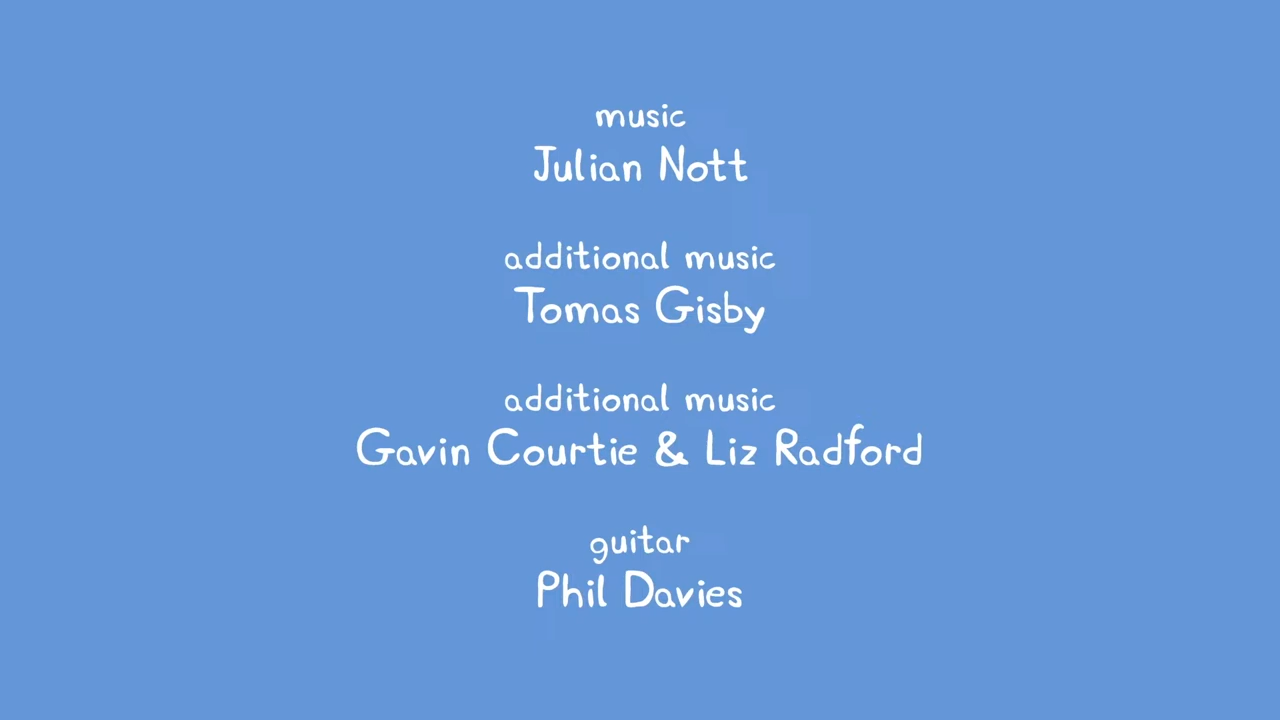 music
Julian Nott
additional music
Tomas Gisby
additional music
Gavin Courtie & Liz Radford
guitar
Phil Davies